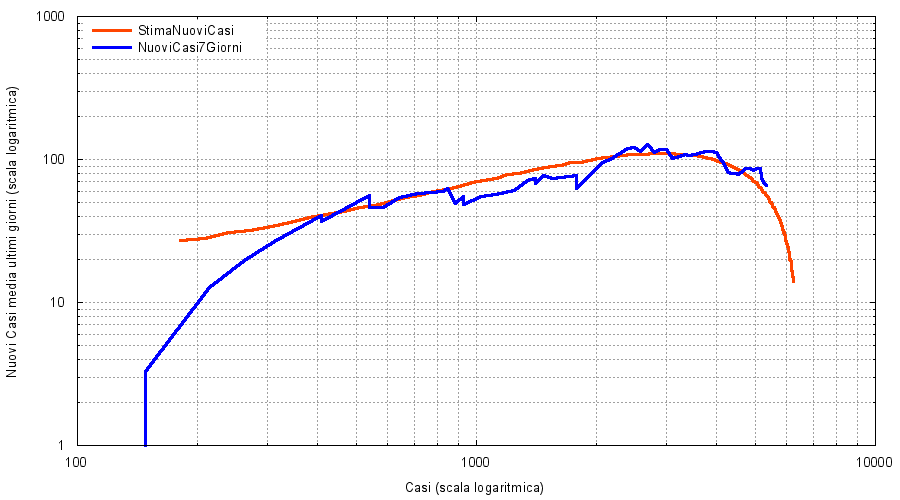 1000
StimaNuoviCasi
NuoviCasi7Giorni
100
10
1
Nuovi Casi media ultimi giorni (scala logaritmica)
100
1000
10000
Casi (scala logaritmica)